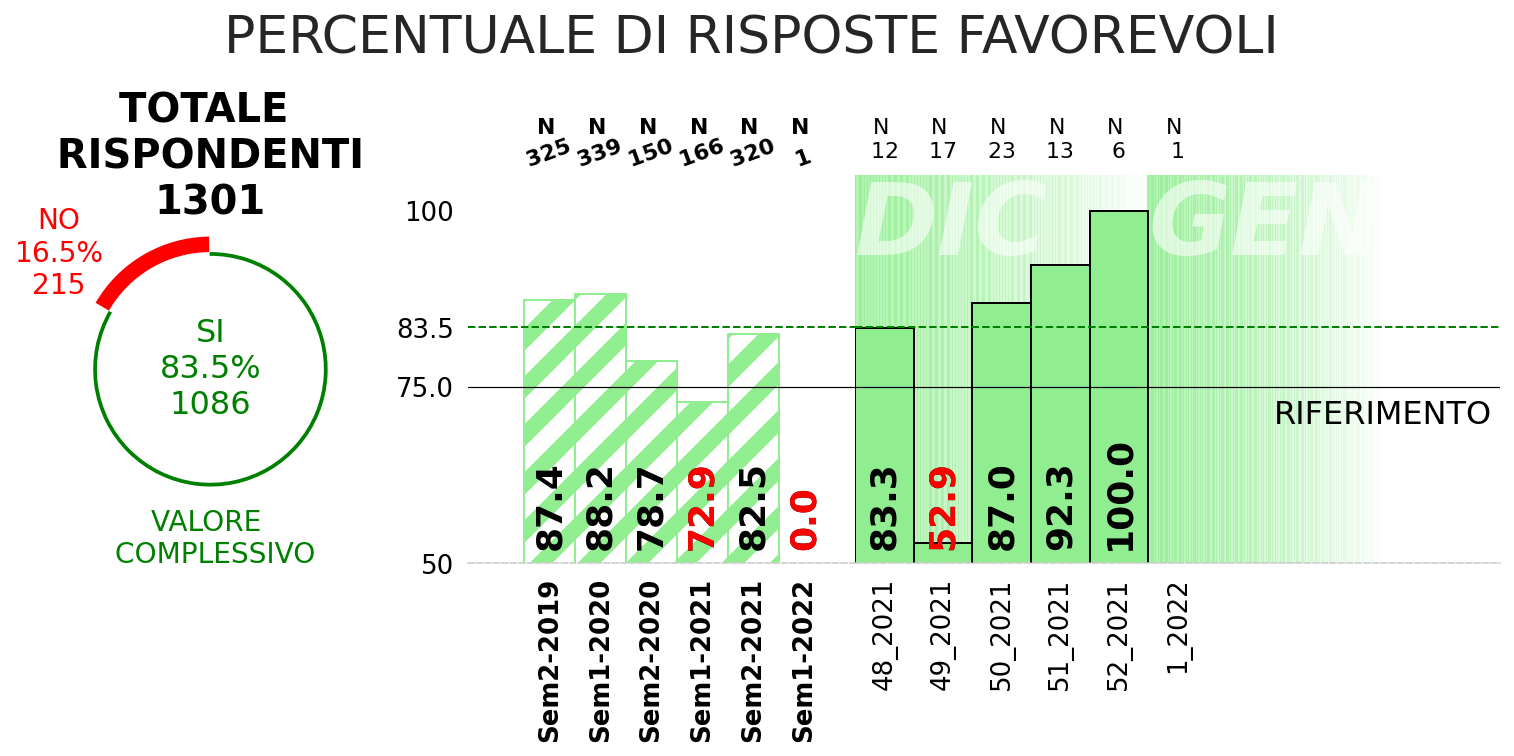 PERCENTUALE DI RISPOSTE FAVOREVOLI
TOTALE
RISPONDENTI
1301
NO
16.5%
215
SI
83.5%
1086
VALORE
COMPLESSIVO
N N N N N N
325 339 150 166 320 1
N N N N N N
12 17 23 13 6 1
DIC GEN
100
83.5
75.0
50
RIFERIMENTO
87.4 88.2 78.7 72.9 82.5 0.0
83.3 52.9 87.0 92.3 100.0
Sem2-2019 Sem1-2020 Sem2-2020 Sem1-2021 Sem2-2021 Sem1-2022
48_2021 49_2021 50_2021 51_2021 52_2021 1_2022